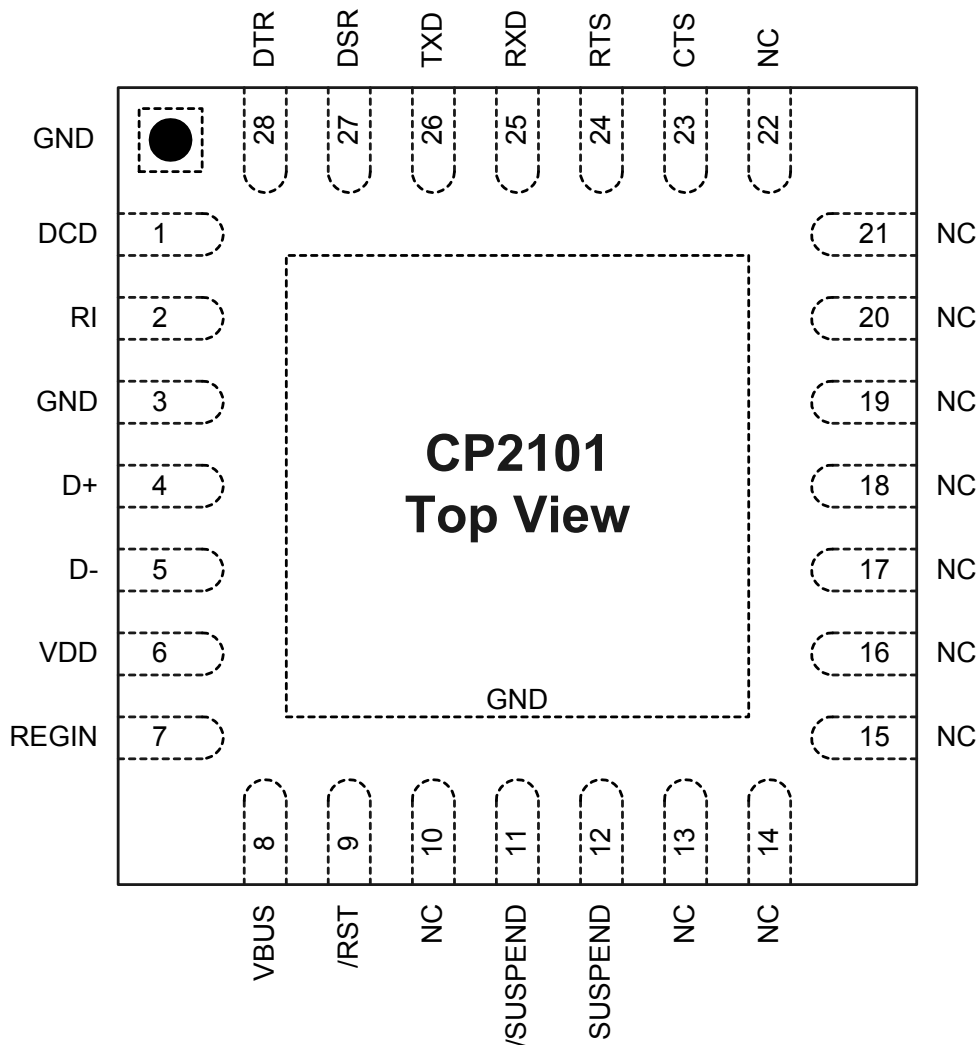 DTR
DSR
TXD
RXD
RTS
CTS
NC
28
27
26
25
24
23
22
GND
DCD 1
RI 2
GND 3
D+ 4
D- 5
VDD 6
REGIN 7
21 NC
20 NC
19 NC
18 NC
17 NC
16 NC
15 NC
CP2101
Top View
GND
8
9
10
11
12
13
14
VBUS
/RST
NC
/SUSPEND
SUSPEND
NC
NC